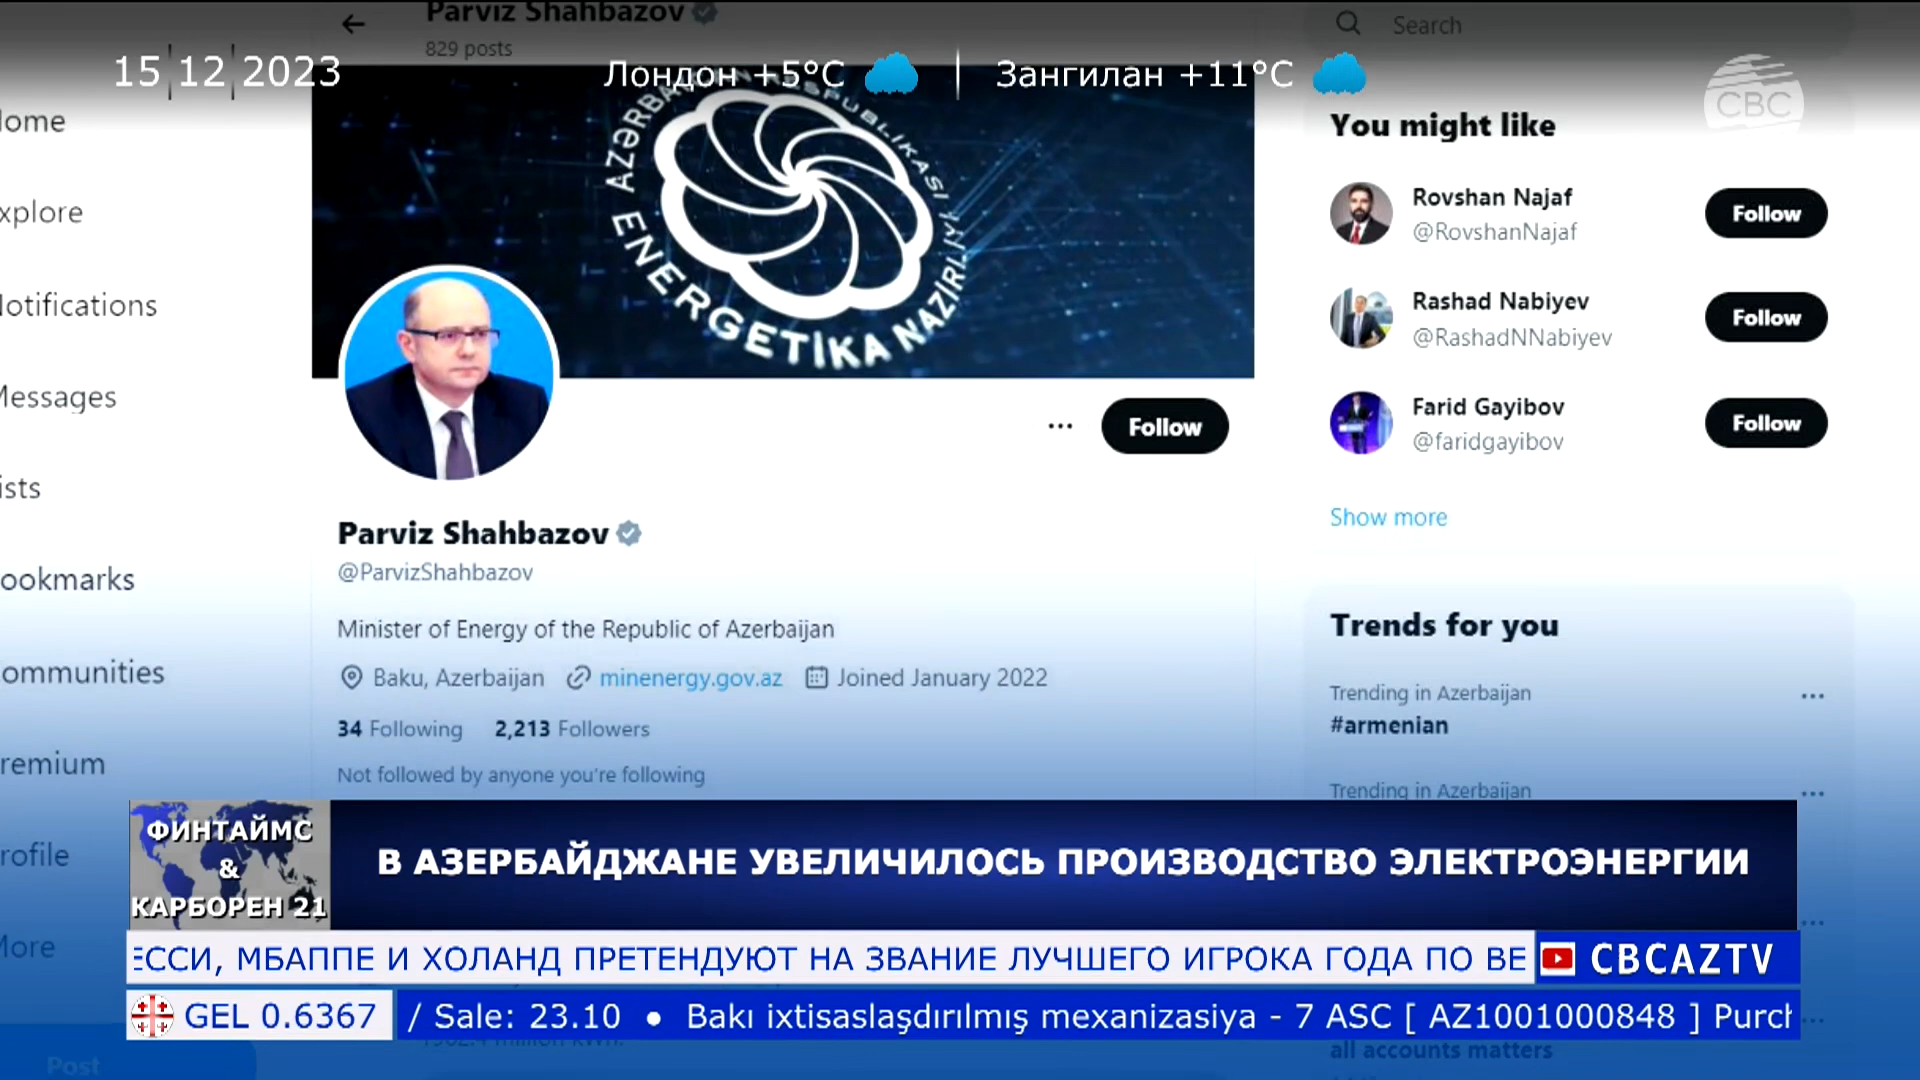 Parviz Shahbazov
829 posts
Search
15 12 2023
Лондон +5°C
Зангилан +11°C
CBC
AZƏRBAYCAN RESPUBLIKASI
ENERGETİKA NAZİRLİYİ
ome
xplore
otifications
Messages
ists
ookmarks
ommunities
remium
rofile
More
Post
Follow
Parviz Shahbazov
@ParvizShahbazov
Minister of Energy of the Republic of Azerbaijan
Baku, Azerbaijan minenergy.gov.az Joined January 2022
34 Following 2,213 Followers
Not followed by anyone you're following
You might like
Rovshan Najaf
@RovshanNajaf
Follow
Rashad Nabiyev
@RashadNNabiyev
Follow
Farid Gayibov
@faridgayibov
Follow
Show more
Trends for you
Trending in Azerbaijan
#armenian
Trending in Azerbaijan
all accounts matters
ФИНТАЙМС
&
КАРБОРЕН 21
В АЗЕРБАЙДЖАНЕ УВЕЛИЧИЛОСЬ ПРОИЗВОДСТВО ЭЛЕКТРОЭНЕРГИИ
ЕССИ, МБАППЕ И ХОЛАНД ПРЕТЕНДУЮТ НА ЗВАНИЕ ЛУЧШЕГО ИГРОКА ГОДА ПО ВЕ
CBCAZTV
GEL 0.6367
/ Sale: 23.10 ● Bakı ixtisaslaşdırılmış mexanizasiya - 7 ASC [ AZ1001000848 ] Purch